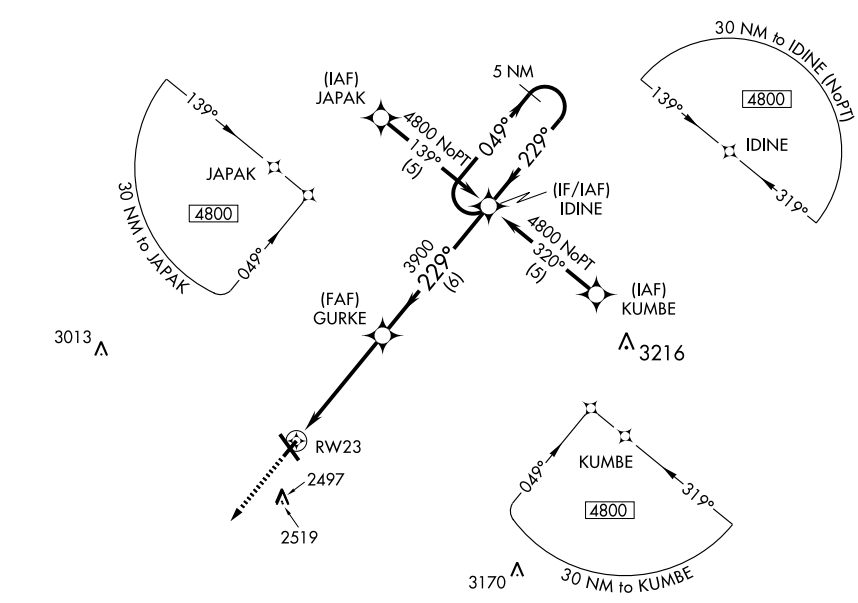 30 NM to IDINE (NoPT)
139°
4800
IDINE
319°
5 NM
(IAF)
JAPAK
4800 NoPT
139°
(5)
049°
229°
139°
JAPAK
4800
049°
30 NM to JAPAK
(IF/IAF)
IDINE
4800 NoPT
320°
(5)
3900
229°
(6)
(IAF)
KUMBE
(FAF)
GURKE
3013
3216
RW23
2497
2519
KUMBE
049°
319°
4800
3170
30 NM to KUMBE